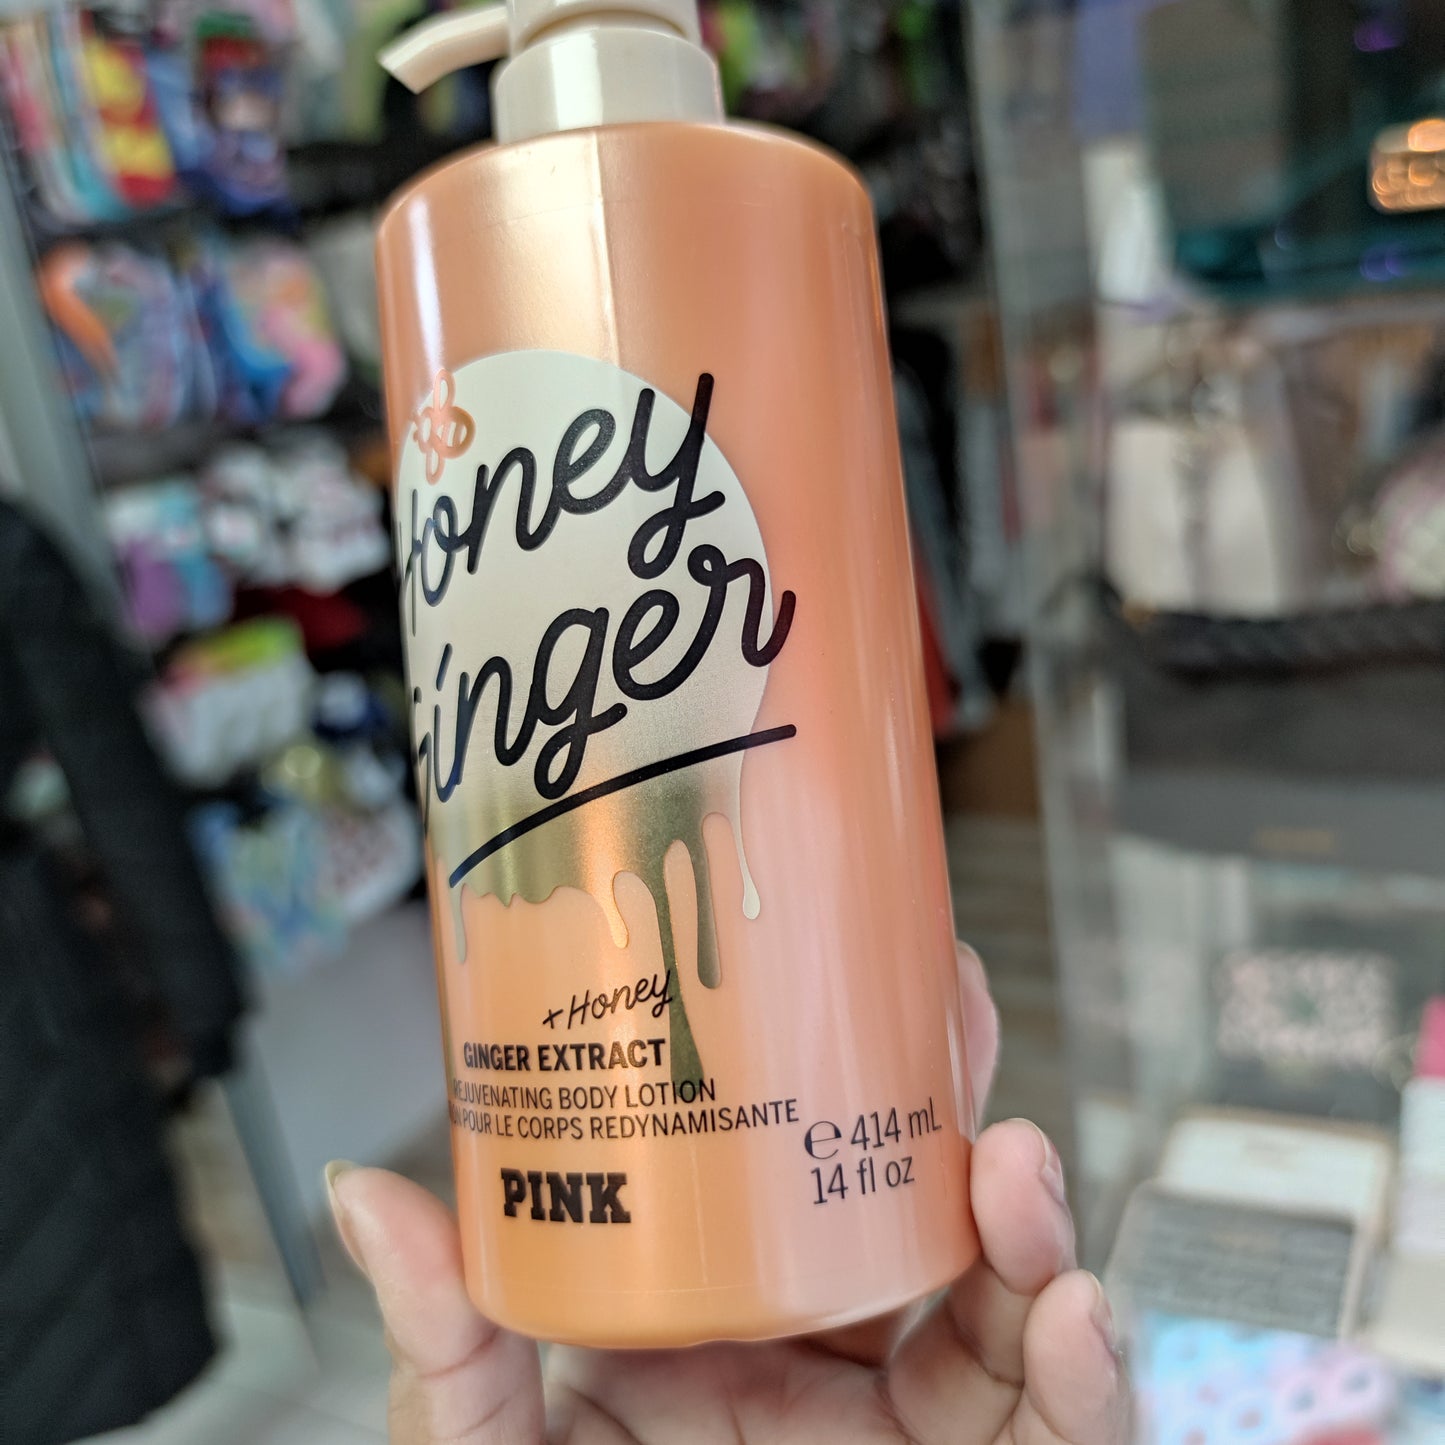 Honey
Ginger
+ Honey
GINGER EXTRACT
REJUVENATING BODY LOTION
POUR LE CORPS REDYNAMISANTE
℮ 414 mL
14 fl oz
PINK